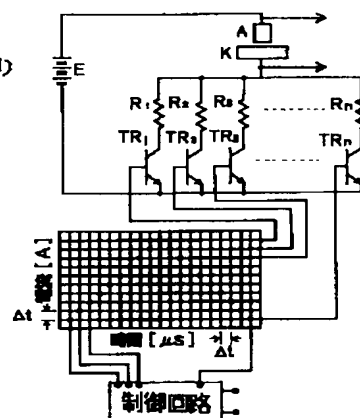 A
K
E
R₁ R₂ R₃ Rₙ
TR₁ TR₂ TR₃ TRₙ
電流[A]
Δt
時間[μS]
Δt
制御回路